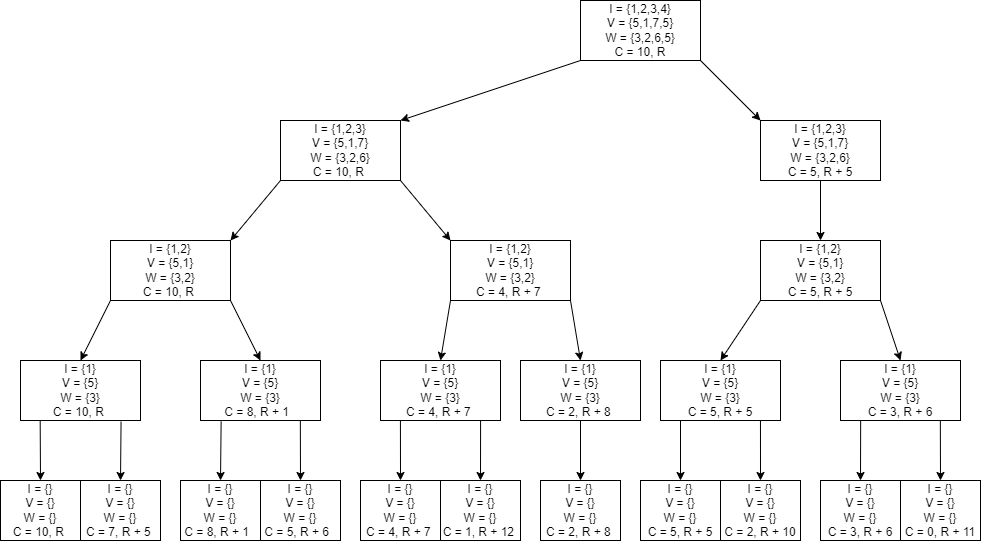 I = {1,2,3,4}
V = {5,1,7,5}
W = {3,2,6,5}
C = 10, R
I = {1,2,3}
V = {5,1,7}
W = {3,2,6}
C = 10, R
I = {1,2,3}
V = {5,1,7}
W = {3,2,6}
C = 5, R + 5
I = {1,2}
V = {5,1}
W = {3,2}
C = 10, R
I = {1,2}
V = {5,1}
W = {3,2}
C = 4, R + 7
I = {1,2}
V = {5,1}
W = {3,2}
C = 5, R + 5
I = {1}
V = {5}
W = {3}
C = 10, R
I = {1}
V = {5}
W = {3}
C = 8, R + 1
I = {1}
V = {5}
W = {3}
C = 4, R + 7
I = {1}
V = {5}
W = {3}
C = 2, R + 8
I = {1}
V = {5}
W = {3}
C = 5, R + 5
I = {1}
V = {5}
W = {3}
C = 3, R + 6
I = {}
V = {}
W = {}
C = 10, R
I = {}
V = {}
W = {}
C = 7, R + 5
I = {}
V = {}
W = {}
C = 8, R + 1
I = {}
V = {}
W = {}
C = 5, R + 6
I = {}
V = {}
W = {}
C = 4, R + 7
I = {}
V = {}
W = {}
C = 1, R + 12
I = {}
V = {}
W = {}
C = 2, R + 8
I = {}
V = {}
W = {}
C = 5, R + 5
I = {}
V = {}
W = {}
C = 2, R + 10
I = {}
V = {}
W = {}
C = 3, R + 6
I = {}
V = {}
W = {}
C = 0, R + 11